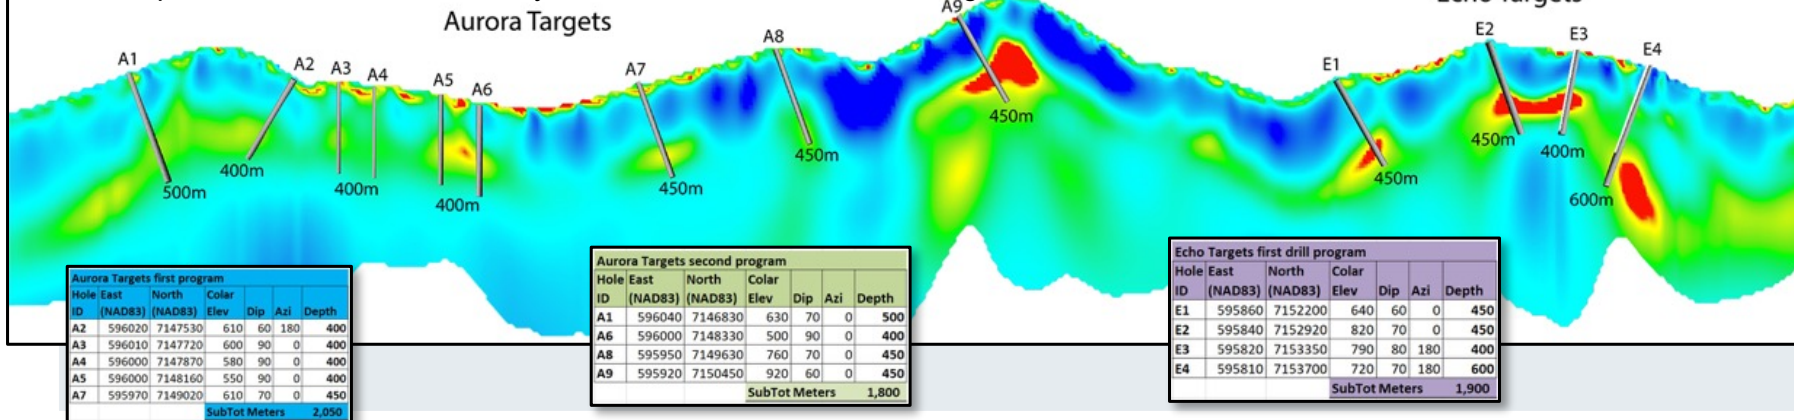 Aurora Targets
A1
A2
A3
A4
A5
A6
A7
A8
A9
E1
E2
E3
E4
500m
400m
400m
400m
450m
450m
450m
450m
450m
400m
600m
Aurora Targets first program
Hole East North Colar
ID (NAD83) (NAD83) Elev Dip Azi Depth
A2 596020 7147530 610 60 180 400
A3 596010 7147720 600 90 0 400
A4 596000 7147870 580 90 0 400
A5 596000 7148160 550 90 0 400
A7 595970 7149020 610 70 0 450
SubTot Meters 2,050
Aurora Targets second program
Hole East North Colar
ID (NAD83) (NAD83) Elev Dip Azi Depth
A1 596040 7146830 630 70 0 500
A6 596000 7148330 500 90 0 400
A8 595950 7149630 760 70 0 450
A9 595920 7150450 920 60 0 450
SubTot Meters 1,800
Echo Targets first drill program
Hole East North Colar
ID (NAD83) (NAD83) Elev Dip Azi Depth
E1 595860 7152200 640 60 0 450
E2 595840 7152920 820 70 0 450
E3 595820 7153350 790 80 180 400
E4 595810 7153700 720 70 180 600
SubTot Meters 1,900